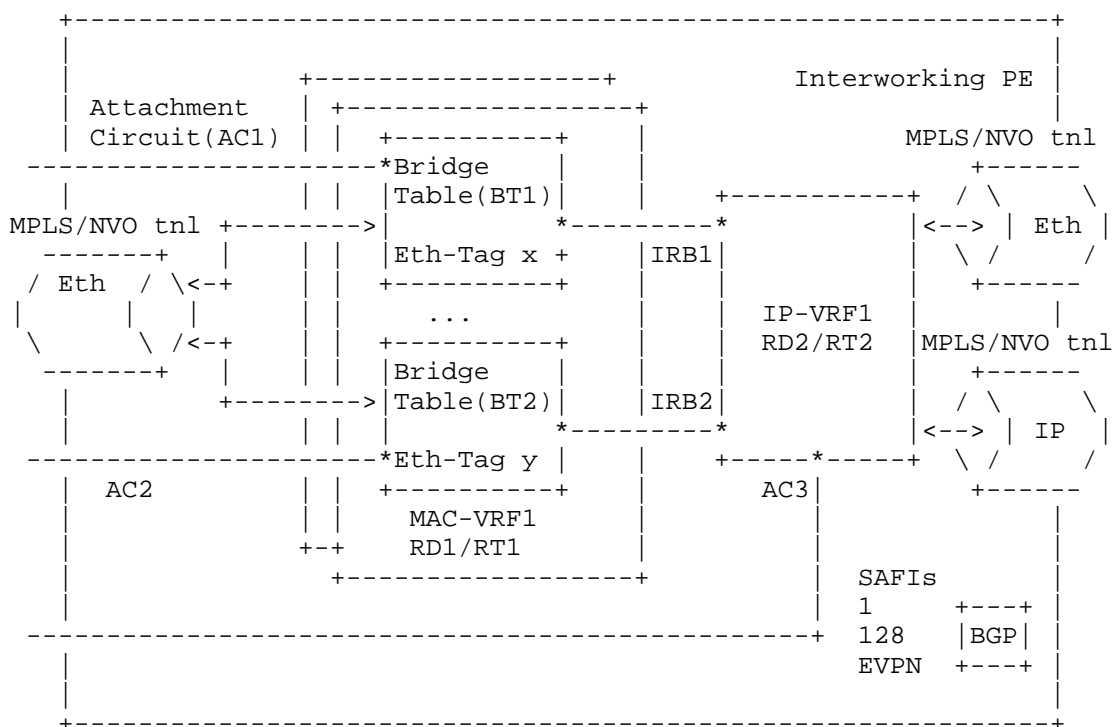 Interworking PE
Attachment
Circuit(AC1)
MPLS/NVO tnl
Bridge
Table(BT1)
MPLS/NVO tnl
Eth
Eth-Tag x
IRB1
Eth
...
IP-VRF1
RD2/RT2
MPLS/NVO tnl
Bridge
Table(BT2)
IRB2
IP
Eth-Tag y
AC2
AC3
MAC-VRF1
RD1/RT1
SAFIs
1
128
BGP
EVPN